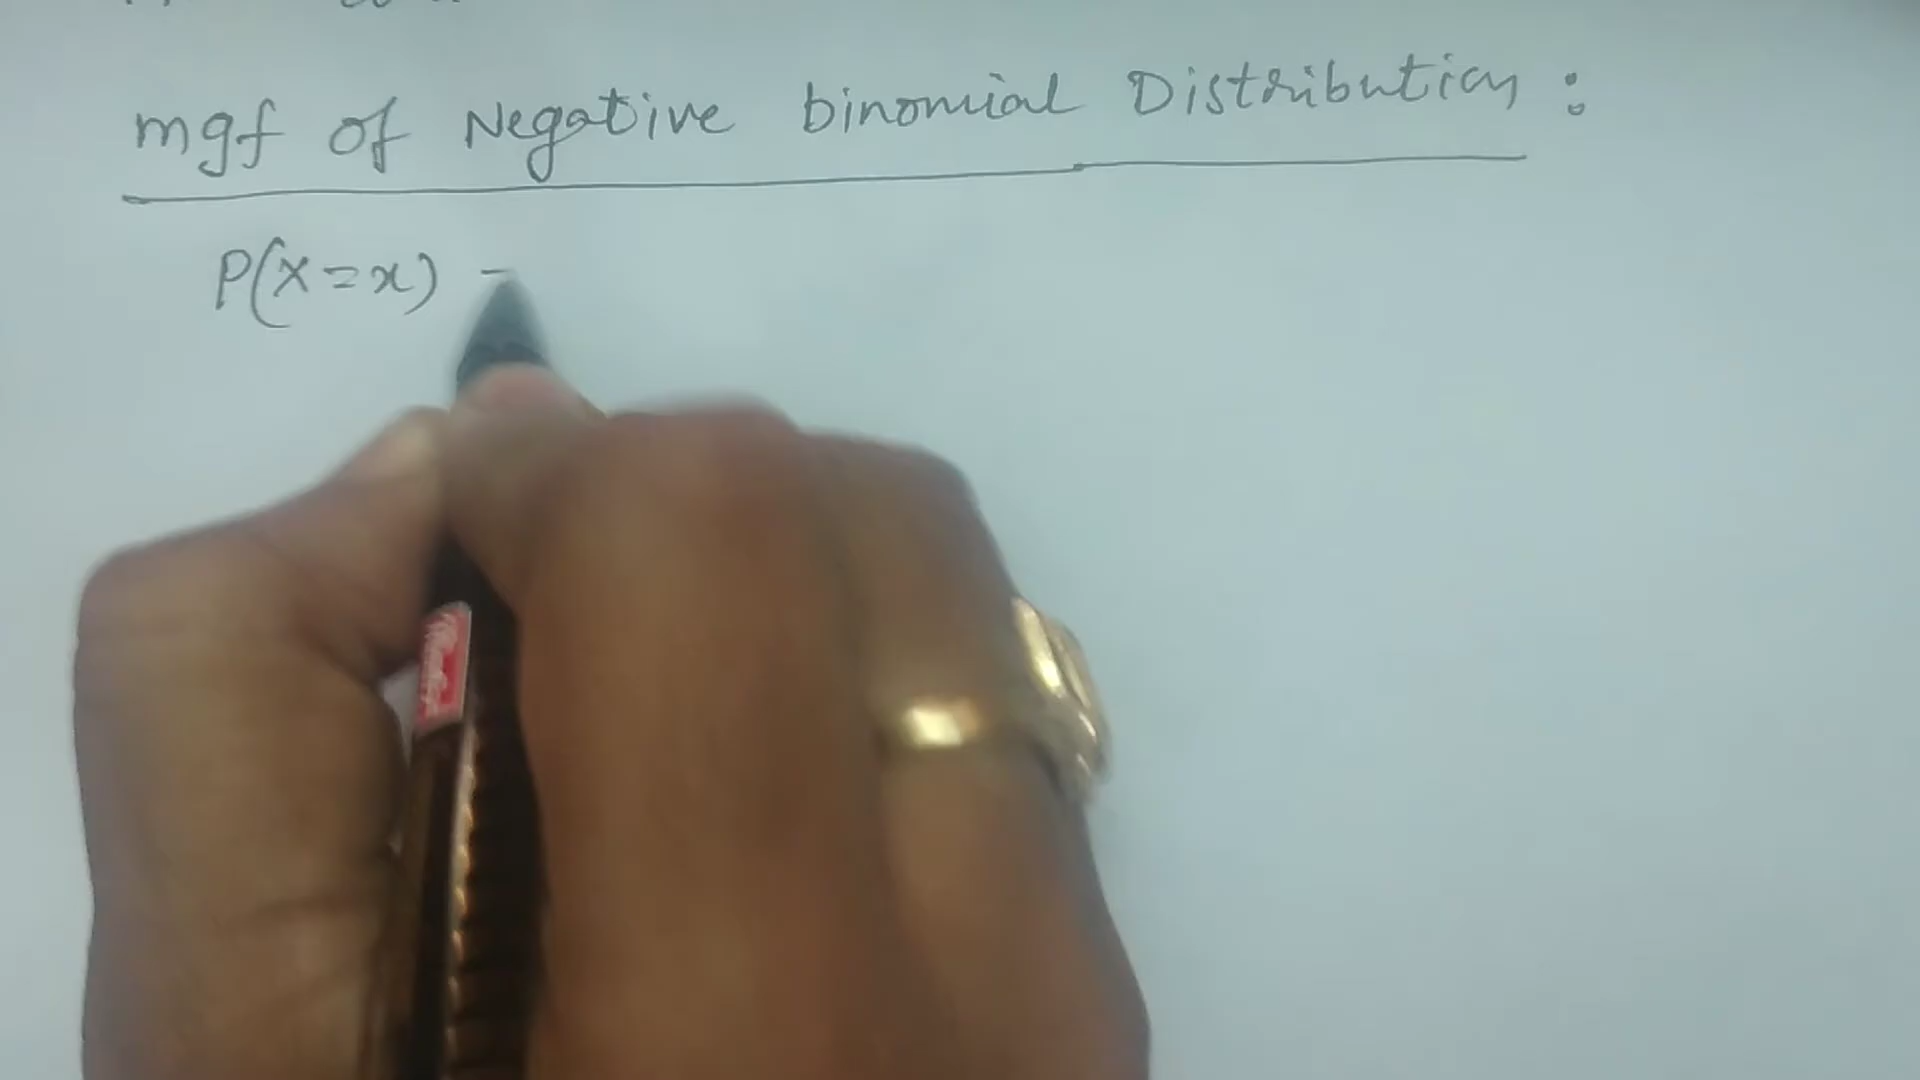 mgf of Negative binomial Distribution :
P(X=x) -